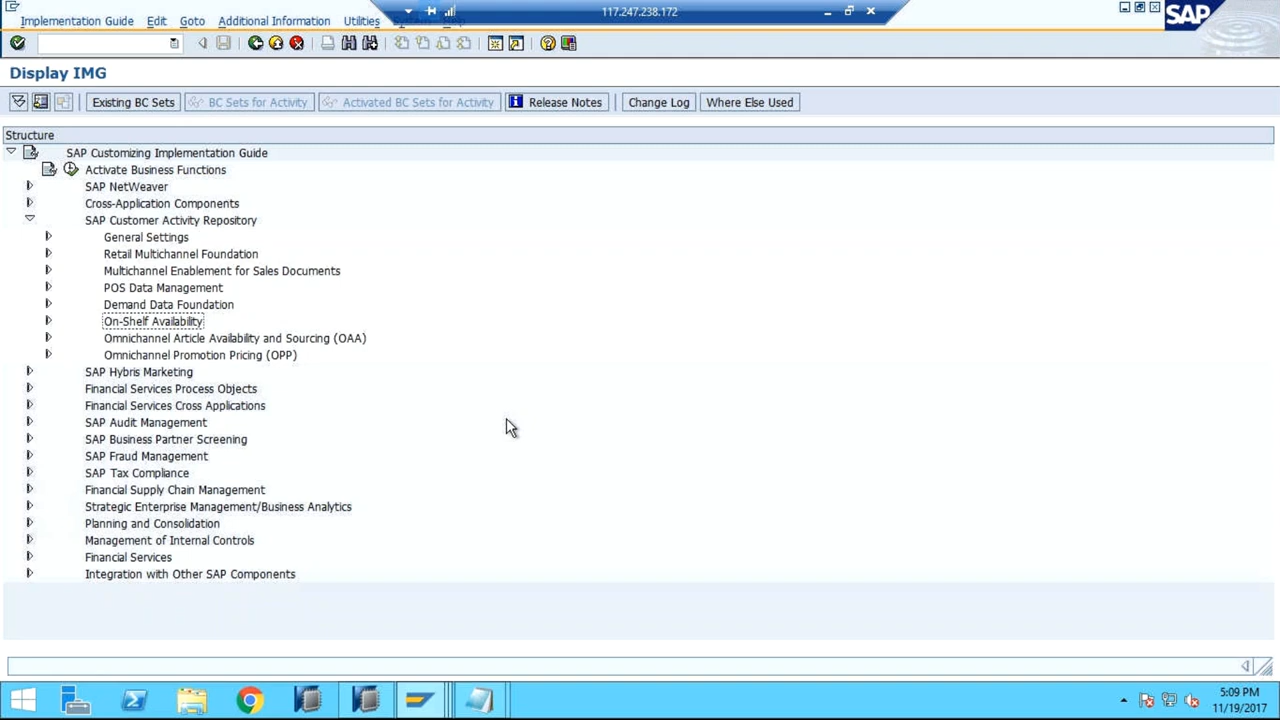 117.247.238.172
Implementation Guide Edit Goto Additional Information Utilities
SAP
Display IMG
Existing BC Sets BC Sets for Activity Activated BC Sets for Activity Release Notes Change Log Where Else Used
Structure
SAP Customizing Implementation Guide
Activate Business Functions
SAP NetWeaver
Cross-Application Components
SAP Customer Activity Repository
General Settings
Retail Multichannel Foundation
Multichannel Enablement for Sales Documents
POS Data Management
Demand Data Foundation
On-Shelf Availability
Omnichannel Article Availability and Sourcing (OAA)
Omnichannel Promotion Pricing (OPP)
SAP Hybris Marketing
Financial Services Process Objects
Financial Services Cross Applications
SAP Audit Management
SAP Business Partner Screening
SAP Fraud Management
SAP Tax Compliance
Financial Supply Chain Management
Strategic Enterprise Management/Business Analytics
Planning and Consolidation
Management of Internal Controls
Financial Services
Integration with Other SAP Components
5:09 PM
11/19/2017